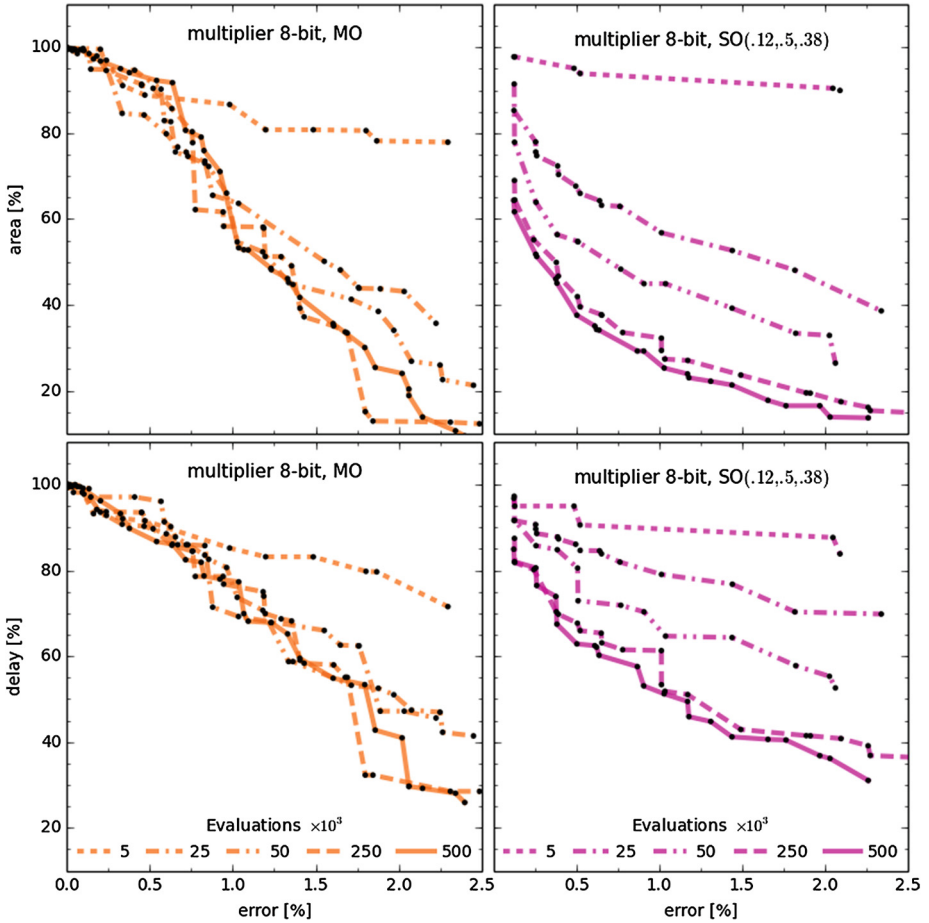 multiplier 8-bit, MO
multiplier 8-bit, SO(.12,.5,.38)
area [%]
100
80
60
40
20
multiplier 8-bit, MO
multiplier 8-bit, SO(.12,.5,.38)
delay [%]
100
80
60
40
20
Evaluations ×10³
5 25 50 250 500
Evaluations ×10³
5 25 50 250 500
0.0 0.5 1.0 1.5 2.0 2.5
0.5 1.0 1.5 2.0 2.5
error [%]
error [%]